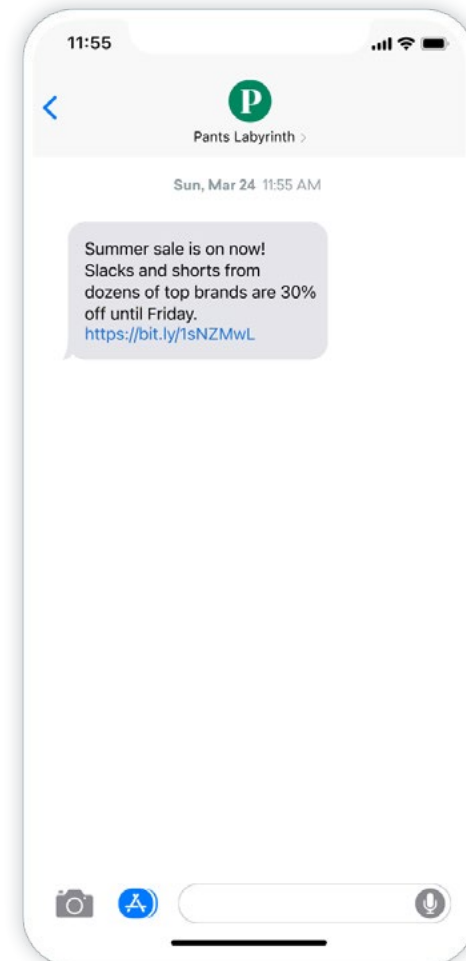 11:55
P
Pants Labyrinth >
Sun, Mar 24 11:55 AM
Summer sale is on now!
Slacks and shorts from
dozens of top brands are 30%
off until Friday.
https://bit.ly/1sNZMwL